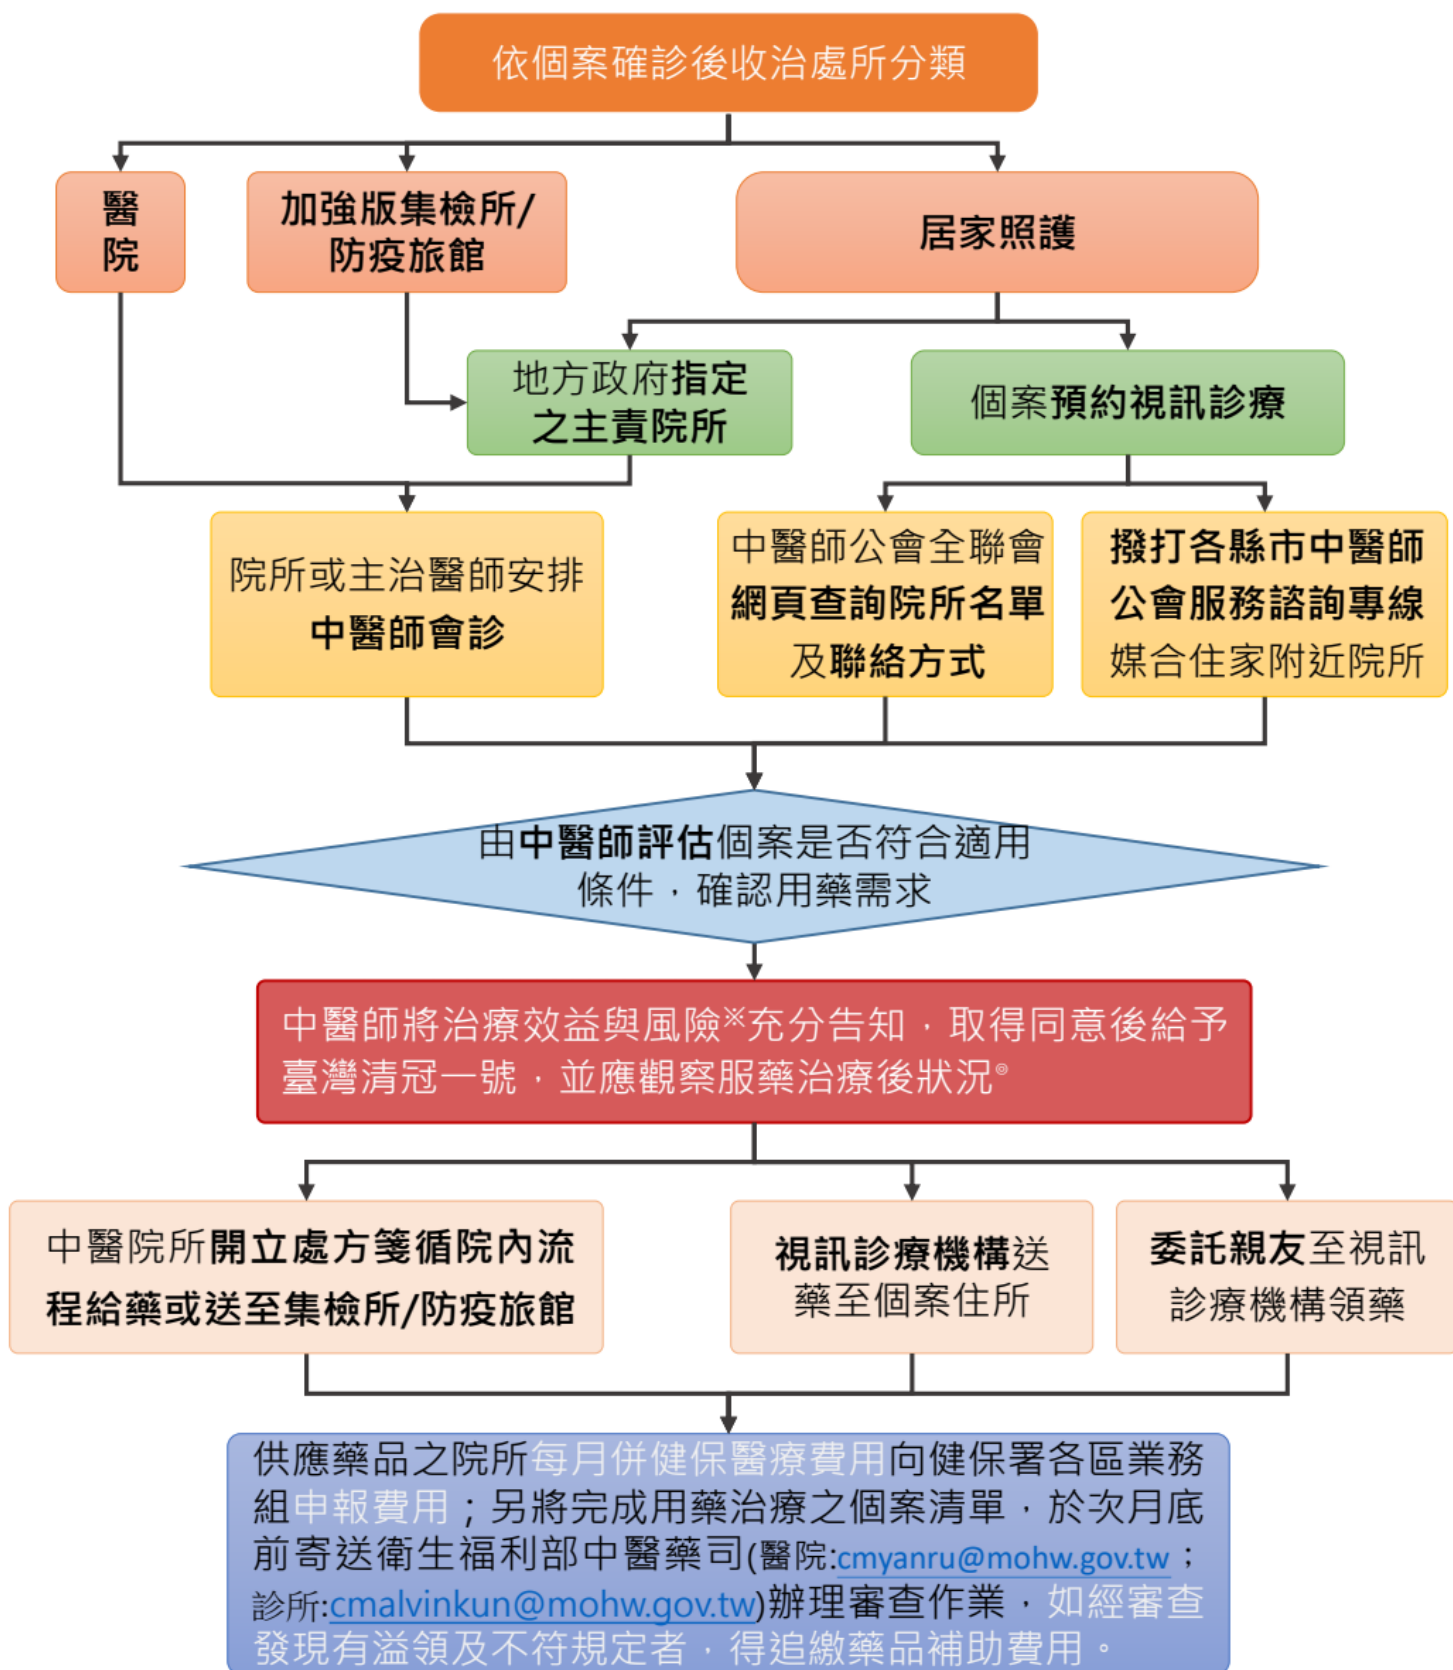 依個案確診後收治處所分類
醫
院
加強版集檢所/
防疫旅館
居家照護
地方政府指定
之主責院所
個案預約視訊診療
院所或主治醫師安排
中醫師會診
中醫師公會全聯會
網頁查詢院所名單
及聯絡方式
撥打各縣市中醫師
公會服務諮詢專線
媒合住家附近院所
由中醫師評估個案是否符合適用
條件，確認用藥需求
中醫師將治療效益與風險※充分告知，取得同意後給予
臺灣清冠一號，並應觀察服藥治療後狀況◎
中醫院所開立處方箋循院內流
程給藥或送至集檢所/防疫旅館
視訊診療機構送
藥至個案住所
委託親友至視訊
診療機構領藥
供應藥品之院所每月併健保醫療費用向健保署各區業務
組申報費用；另將完成用藥治療之個案清單，於次月底
前寄送衛生福利部中醫藥司(醫院:cmyanru@mohw.gov.tw；
診所:cmalvinkun@mohw.gov.tw)辦理審查作業，如經審查
發現有溢領及不符規定者，得追繳藥品補助費用。